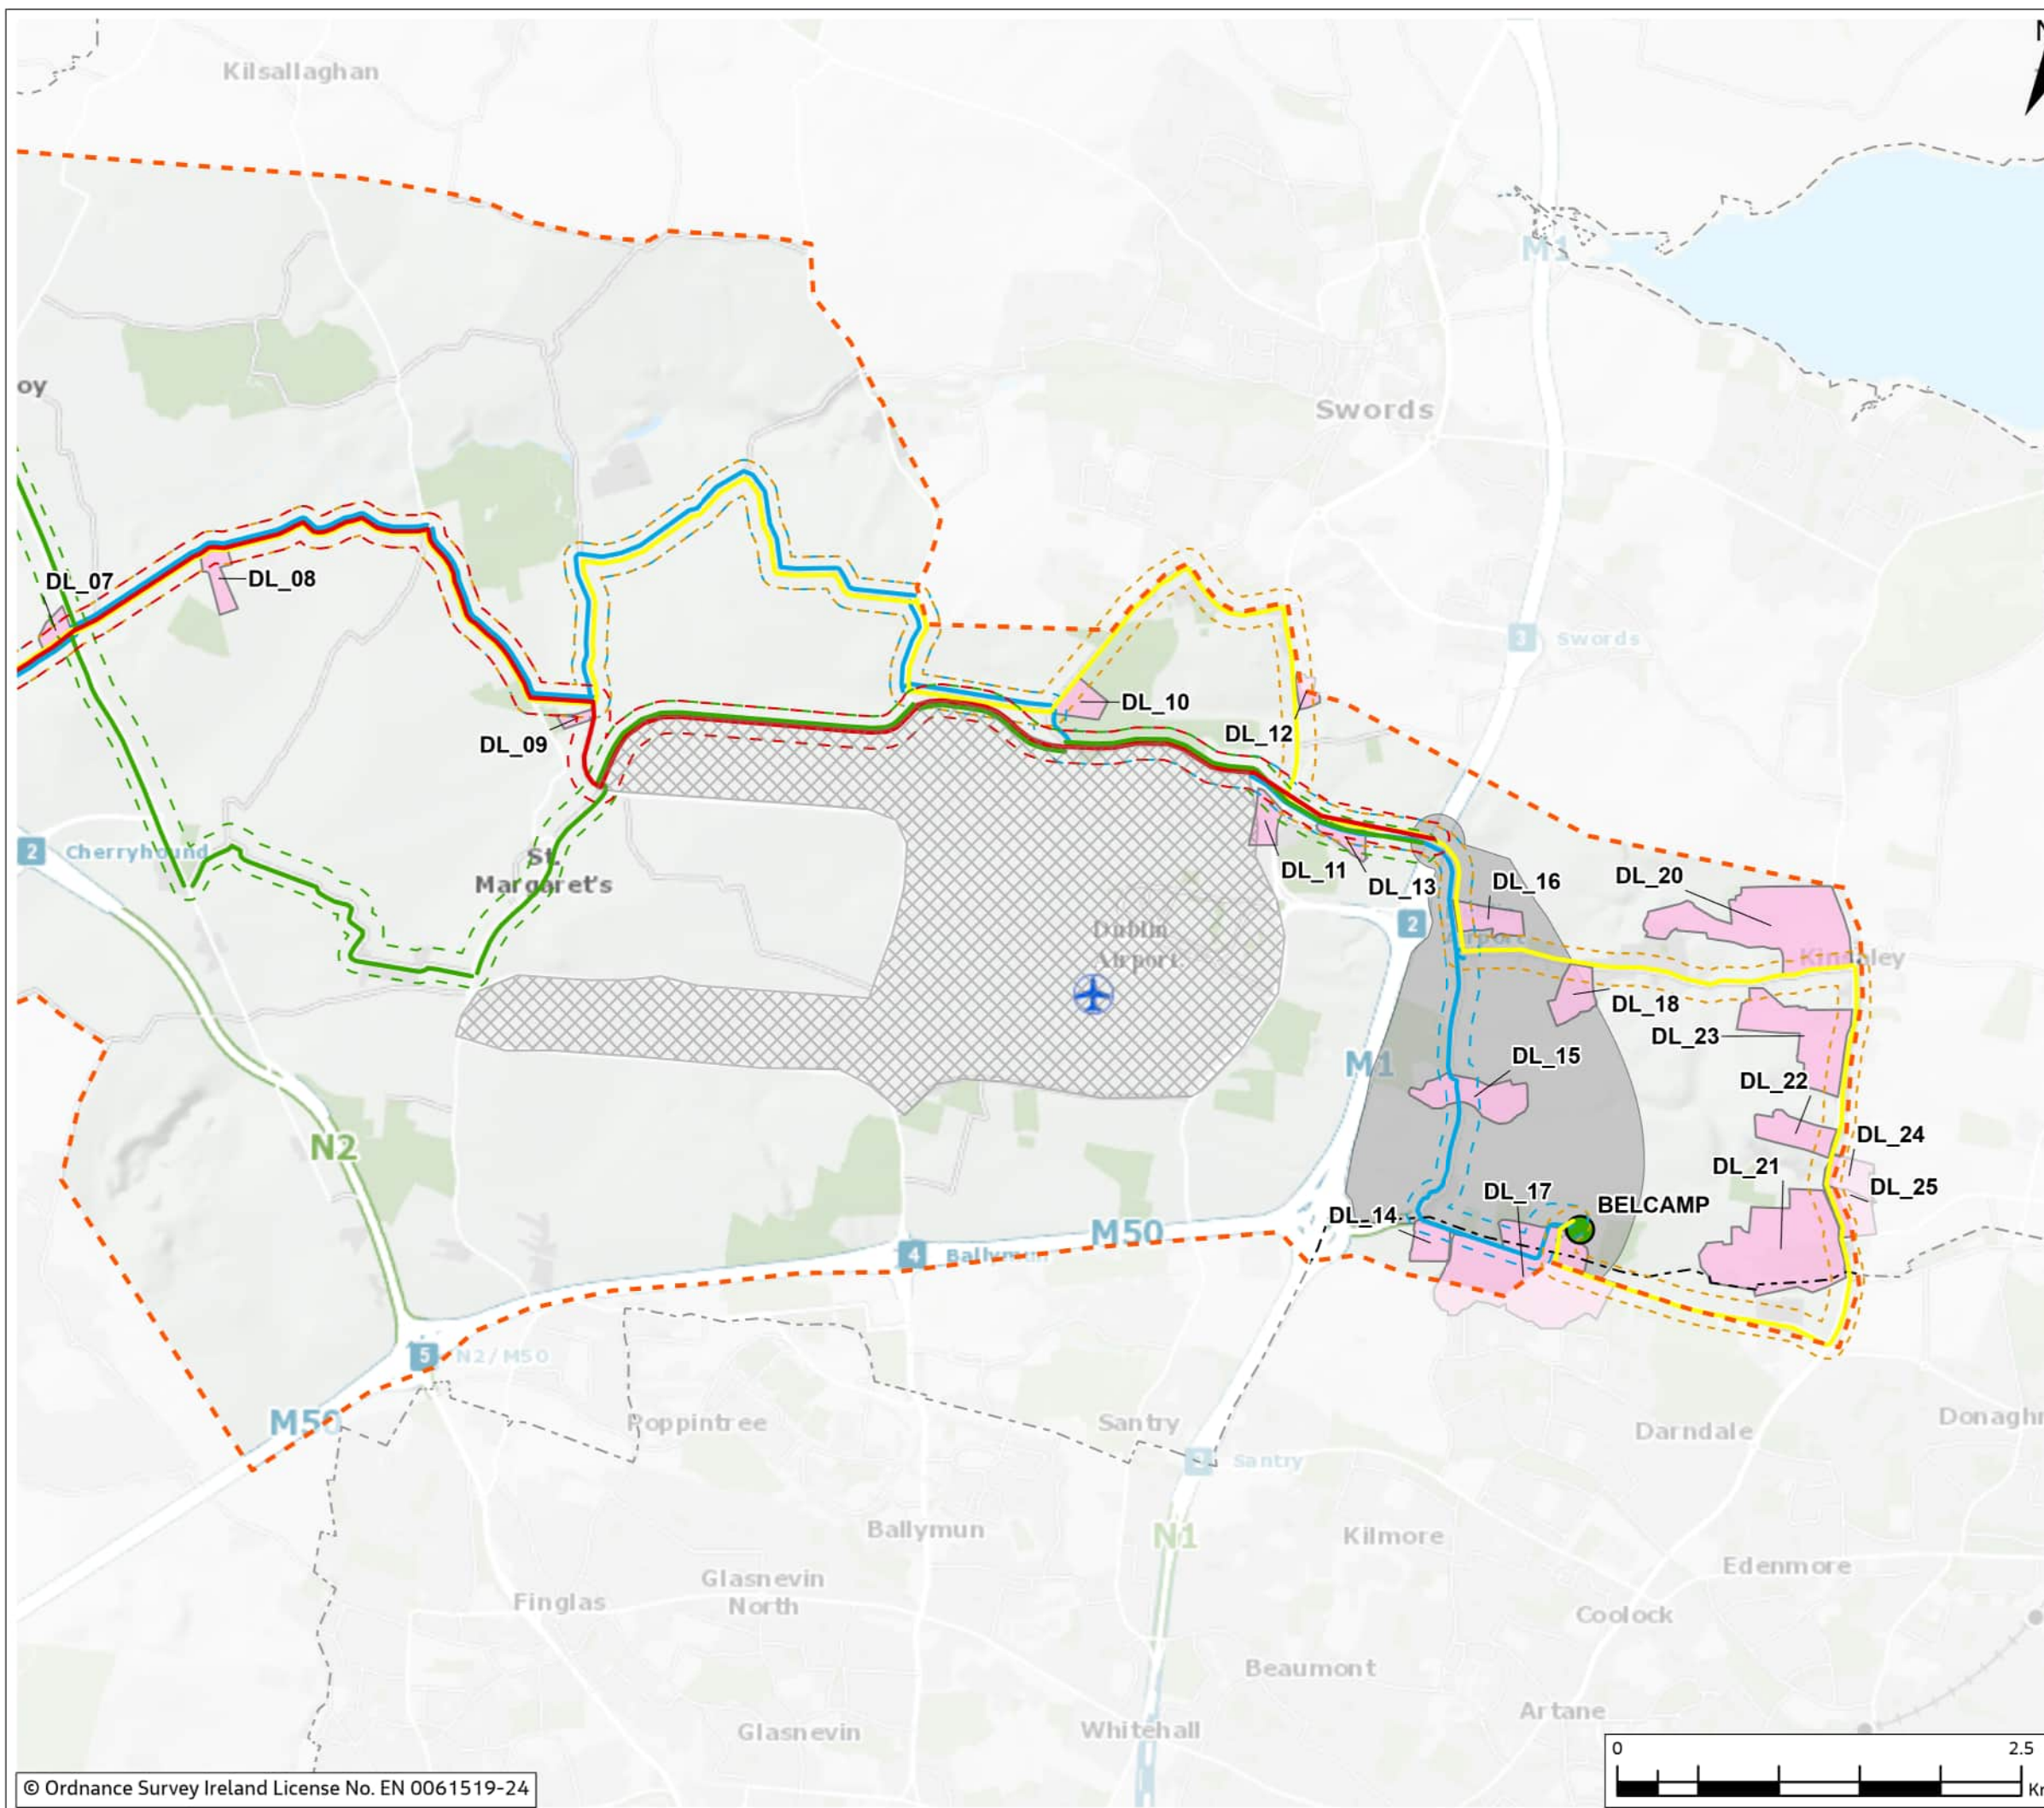 N
Kilsallaghan
M1
oy
Swords
DL_07
DL_08
3 Swords
DL_10
DL_09
DL_12
2 Cherryhound
St.
Margaret's
DL_11
DL_13
DL_16
DL_20
2
Airport
Dublin
Airport
Kinsaley
DL_18
DL_23
DL_15
M1
DL_22
N2
DL_24
DL_21
DL_25
DL_17
DL_14
BELCAMP
M50
4 Ballymun
5 N2/M50
M50
Poppintree
Santry
Santry
Darndale
Donaghm
N1
Ballymun
Kilmore
Edenmore
Glasnevin
North
Finglas
Coolock
Beaumont
Artane
Glasnevin
Whitehall
0 2.5
Km
© Ordnance Survey Ireland License No. EN 0061519-24